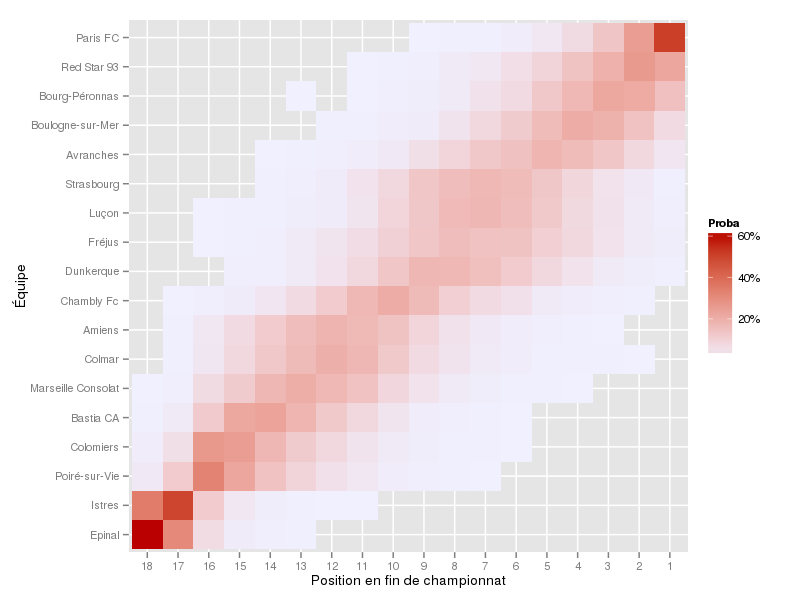 Paris FC
Red Star 93
Bourg-Péronnas
Boulogne-sur-Mer
Avranches
Strasbourg
Luçon
Fréjus
Dunkerque
Chambly Fc
Amiens
Colmar
Marseille Consolat
Bastia CA
Colomiers
Poiré-sur-Vie
Istres
Epinal
Équipe
18 17 16 15 14 13 12 11 10 9 8 7 6 5 4 3 2 1
Position en fin de championnat
Proba
60%
40%
20%